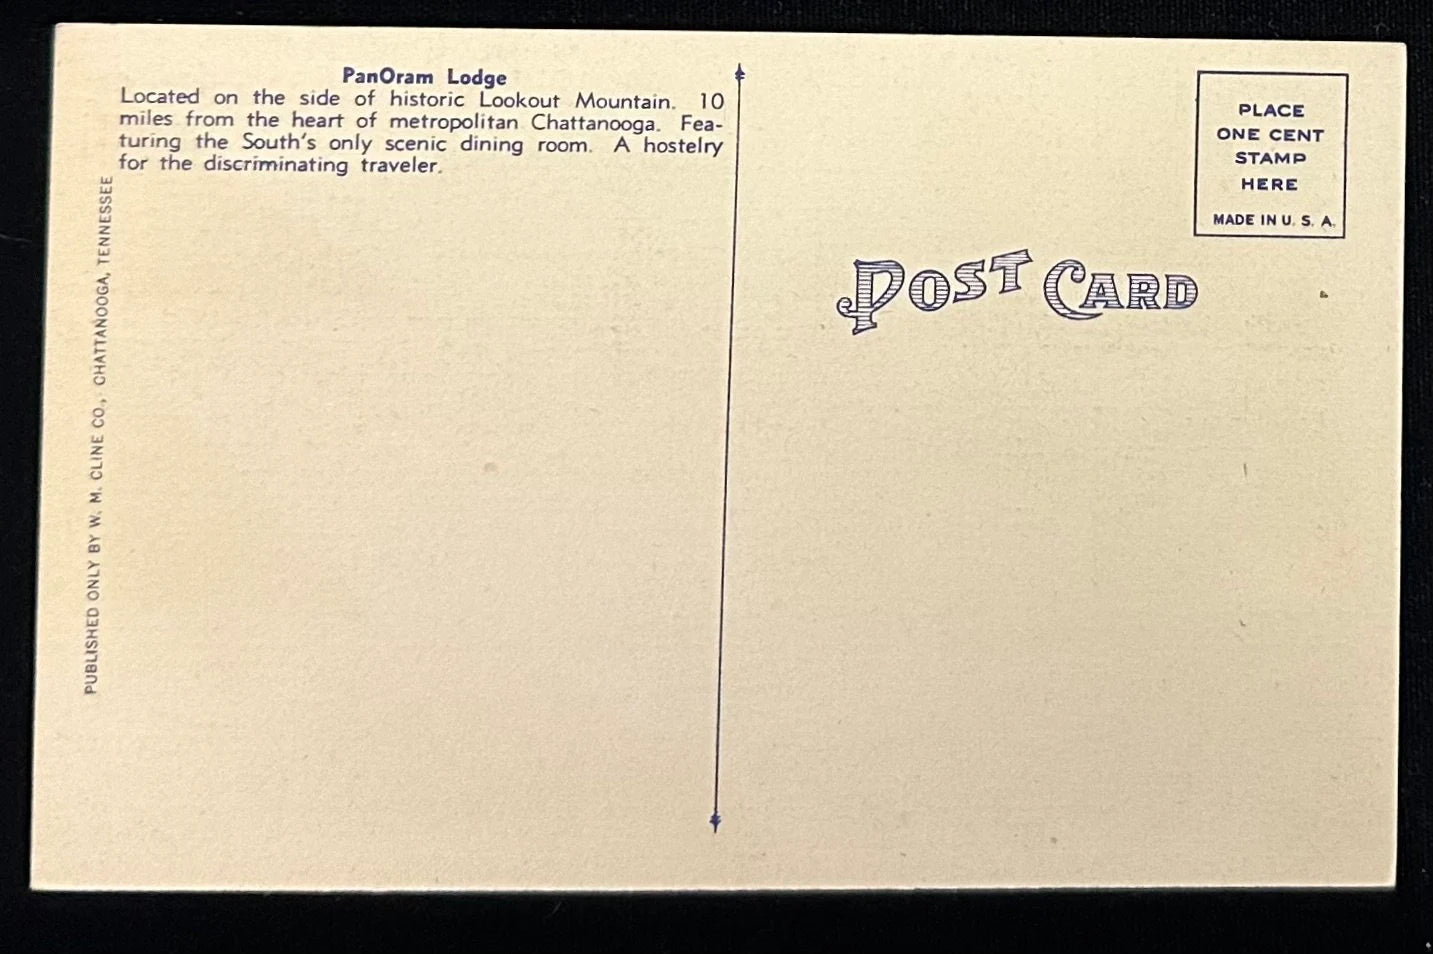 PanOram Lodge
Located on the side of historic Lookout Mountain. 10
miles from the heart of metropolitan Chattanooga. Fea-
turing the South's only scenic dining room. A hostelry
for the discriminating traveler.
PUBLISHED ONLY BY W. M. CLINE CO., CHATTANOOGA, TENNESSEE
PLACE
ONE CENT
STAMP
HERE
MADE IN U. S. A.
POST CARD